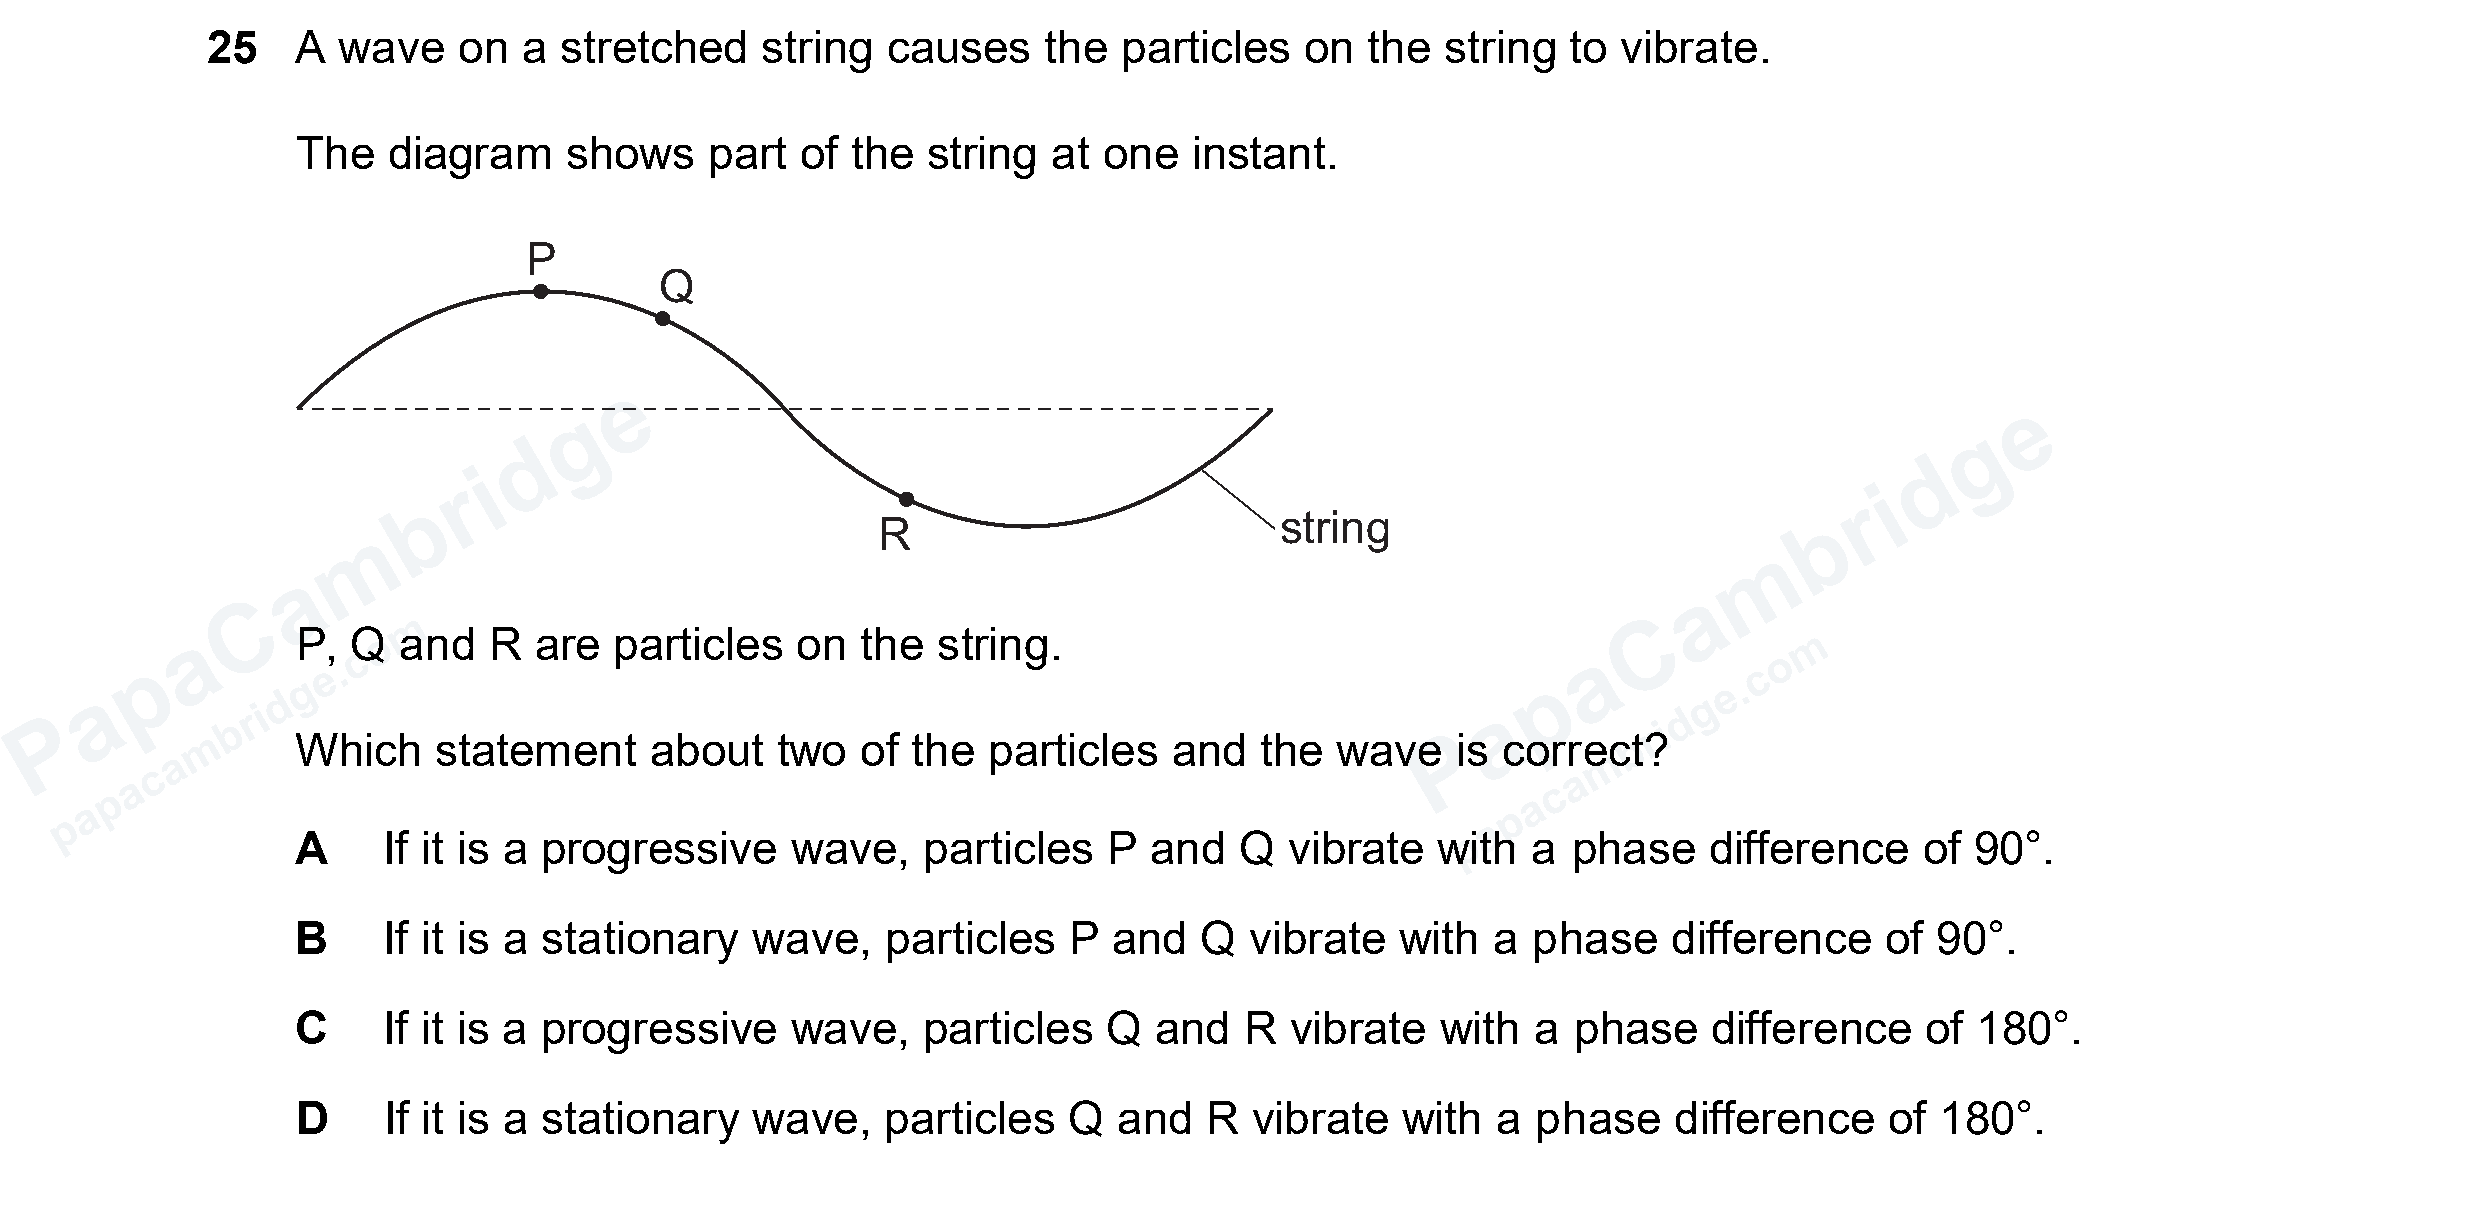 25 A wave on a stretched string causes the particles on the string to vibrate.
The diagram shows part of the string at one instant.
P
Q
R
string
P, Q and R are particles on the string.
Which statement about two of the particles and the wave is correct?
A If it is a progressive wave, particles P and Q vibrate with a phase difference of 90°.
B If it is a stationary wave, particles P and Q vibrate with a phase difference of 90°.
C If it is a progressive wave, particles Q and R vibrate with a phase difference of 180°.
D If it is a stationary wave, particles Q and R vibrate with a phase difference of 180°.
PapaCambridge
papacambridge.com
PapaCambridge
papacambridge.com